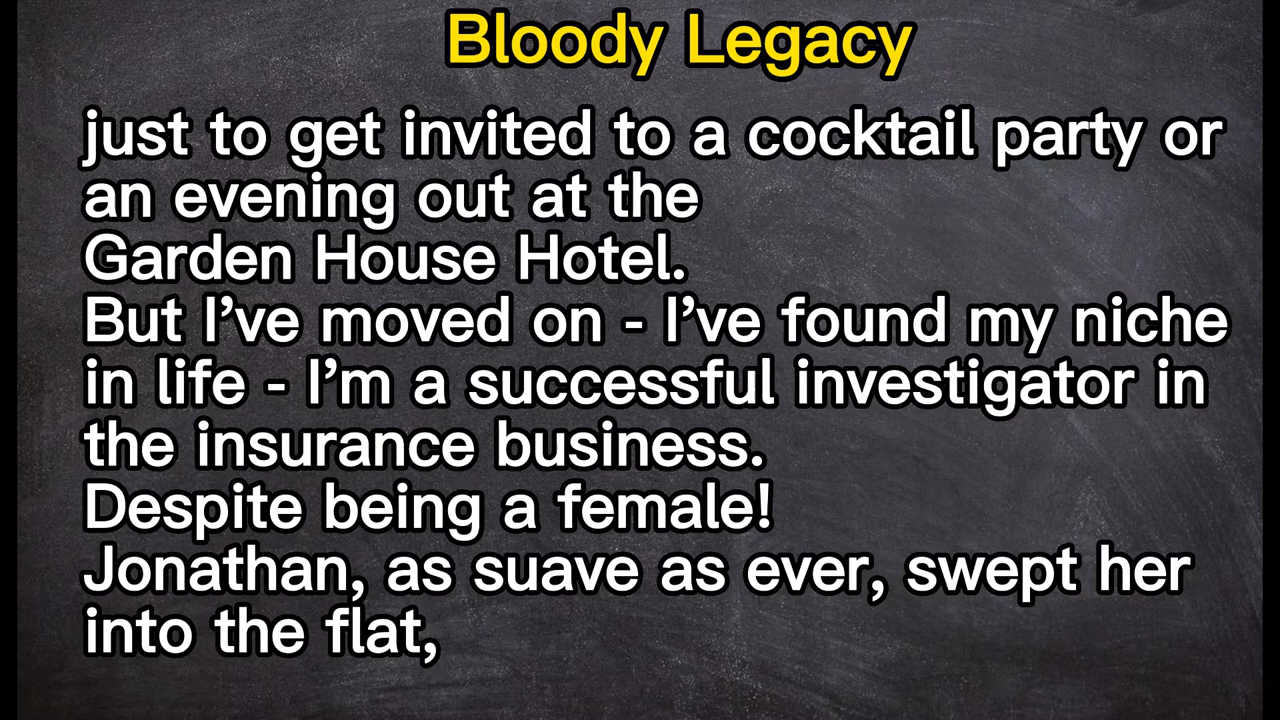 Bloody Legacy
just to get invited to a cocktail party or
an evening out at the
Garden House Hotel.
But I’ve moved on - I’ve found my niche
in life - I’m a successful investigator in
the insurance business.
Despite being a female!
Jonathan, as suave as ever, swept her
into the flat,